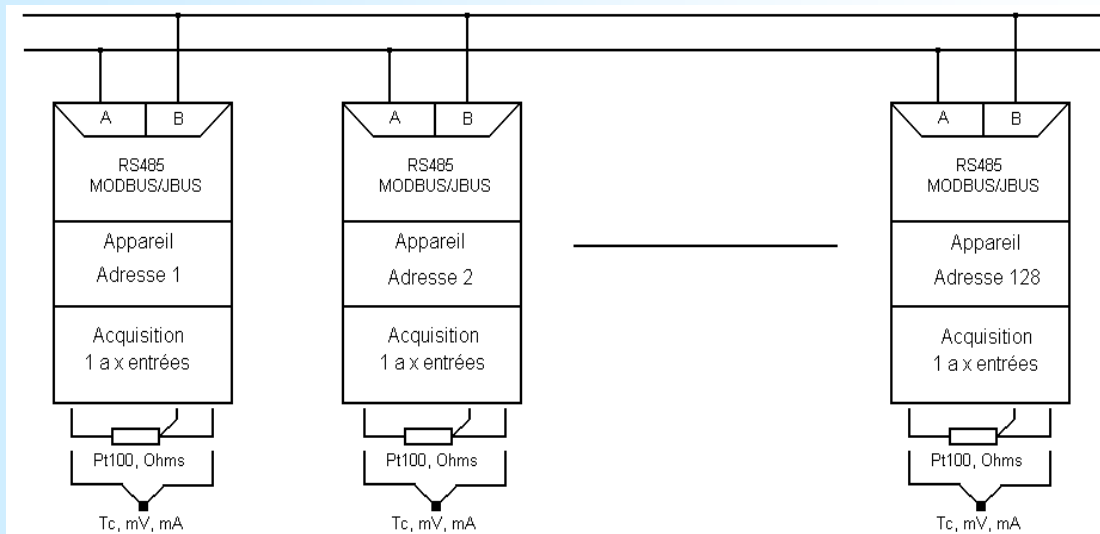 A B
RS485
MODBUS/JBUS
Appareil
Adresse 1
Acquisition
1 a x entrées
Pt100, Ohms
Tc, mV, mA
A B
RS485
MODBUS/JBUS
Appareil
Adresse 2
Acquisition
1 a x entrées
Pt100, Ohms
Tc, mV, mA
A B
RS485
MODBUS/JBUS
Appareil
Adresse 128
Acquisition
1 a x entrées
Pt100, Ohms
Tc, mV, mA